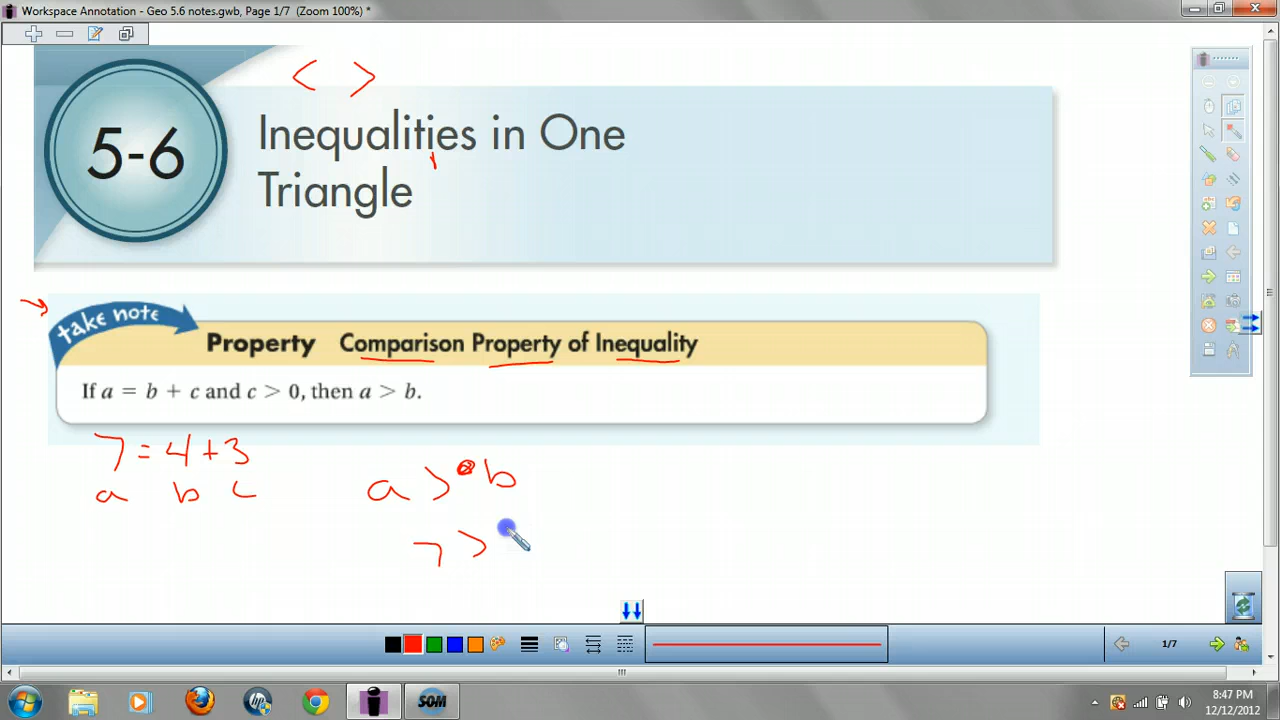 Workspace Annotation - Geo 5.6 notes.gwb, Page 1/7 (Zoom 100%) *
< >
5-6
Inequalities in One
Triangle
take note
Property Comparison Property of Inequality
If a = b + c and c > 0, then a > b.
7 = 4 + 3
a b c
a > b
7 >
1/7
SOM
8:47 PM
12/12/2012